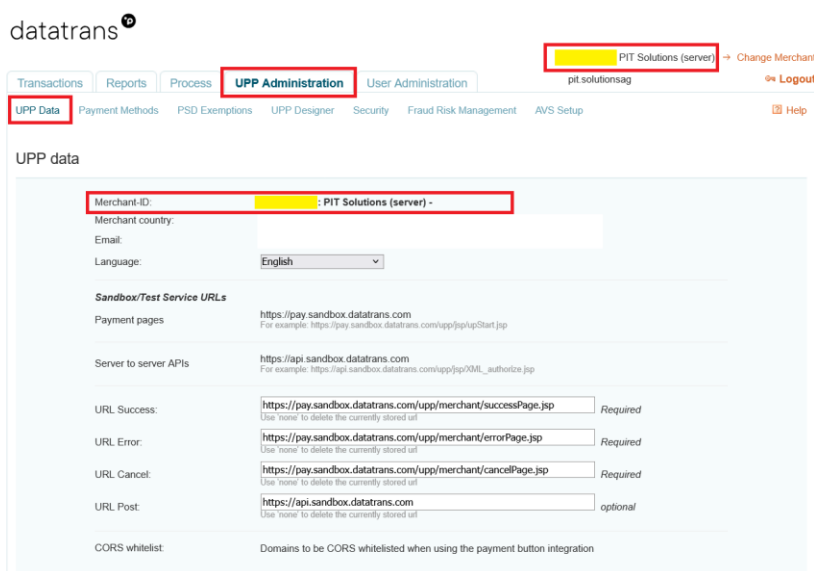 datatrans
PIT Solutions (server) → Change Merchant
Transactions Reports Process UPP Administration User Administration pit.solutionsag Logout
UPP Data Payment Methods PSD Exemptions UPP Designer Security Fraud Risk Management AVS Setup Help
UPP data
Merchant-ID: : PIT Solutions (server) -
Merchant country:
Email:
Language: English
Sandbox/Test Service URLs
Payment pages https://pay.sandbox.datatrans.com
For example: https://pay.sandbox.datatrans.com/upp/jsp/upStart.jsp
Server to server APIs https://api.sandbox.datatrans.com
For example: https://api.sandbox.datatrans.com/upp/jsp/XML_authorize.jsp
URL Success: https://pay.sandbox.datatrans.com/upp/merchant/successPage.jsp Required
Use 'none' to delete the currently stored url
URL Error: https://pay.sandbox.datatrans.com/upp/merchant/errorPage.jsp Required
Use 'none' to delete the currently stored url
URL Cancel: https://pay.sandbox.datatrans.com/upp/merchant/cancelPage.jsp Required
Use 'none' to delete the currently stored url
URL Post: https://api.sandbox.datatrans.com optional
Use 'none' to delete the currently stored url
CORS whitelist: Domains to be CORS whitelisted when using the payment button integration